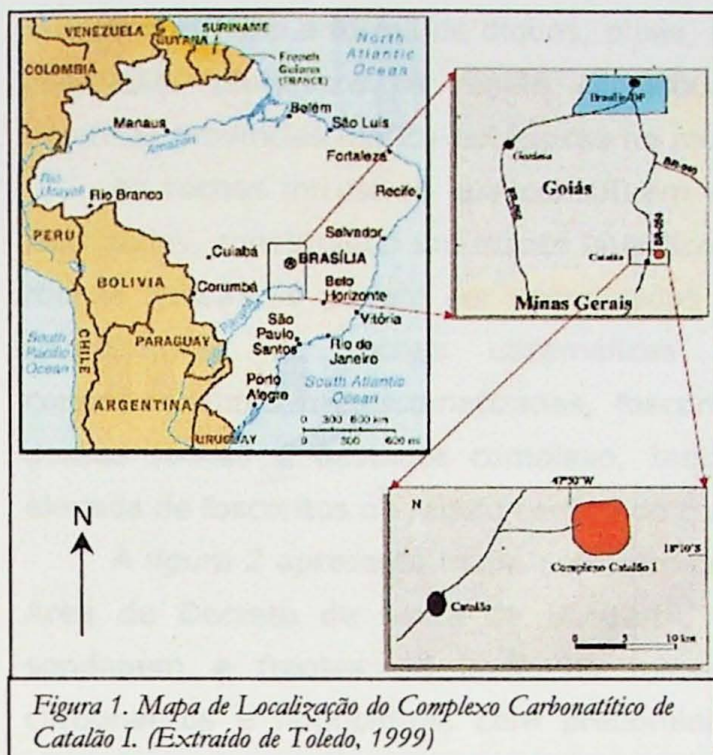 VENEZUELA
SURINAME
GUYANA
French
Guiana
(FRANCE)
North
Atlantic
Ocean
COLOMBIA
Manaus
Amazon
Belém
São Luís
Fortaleza
Rio Branco
Recife
PERU
Salvador
Cuiabá
BRASÍLIA
BOLIVIA
Corumbá
Belo
Horizonte
Vitória
São
Paulo
Santos
Rio de
Janeiro
PARAGUAY
South
Pacific
Ocean
CHILE
Porto
Alegre
South Atlantic
Ocean
ARGENTINA
URUGUAY
0 300 600 km
0 300 600 mi
Brasília-DF
Goiânia
Goiás
Catalão
Minas Gerais
47°50'W
N
18°10'S
Complexo Catalão I
Catalão
0 5 10 km
N
Figura 1. Mapa de Localização do Complexo Carbonatítico de
Catalão I. (Extraído de Toledo, 1999)